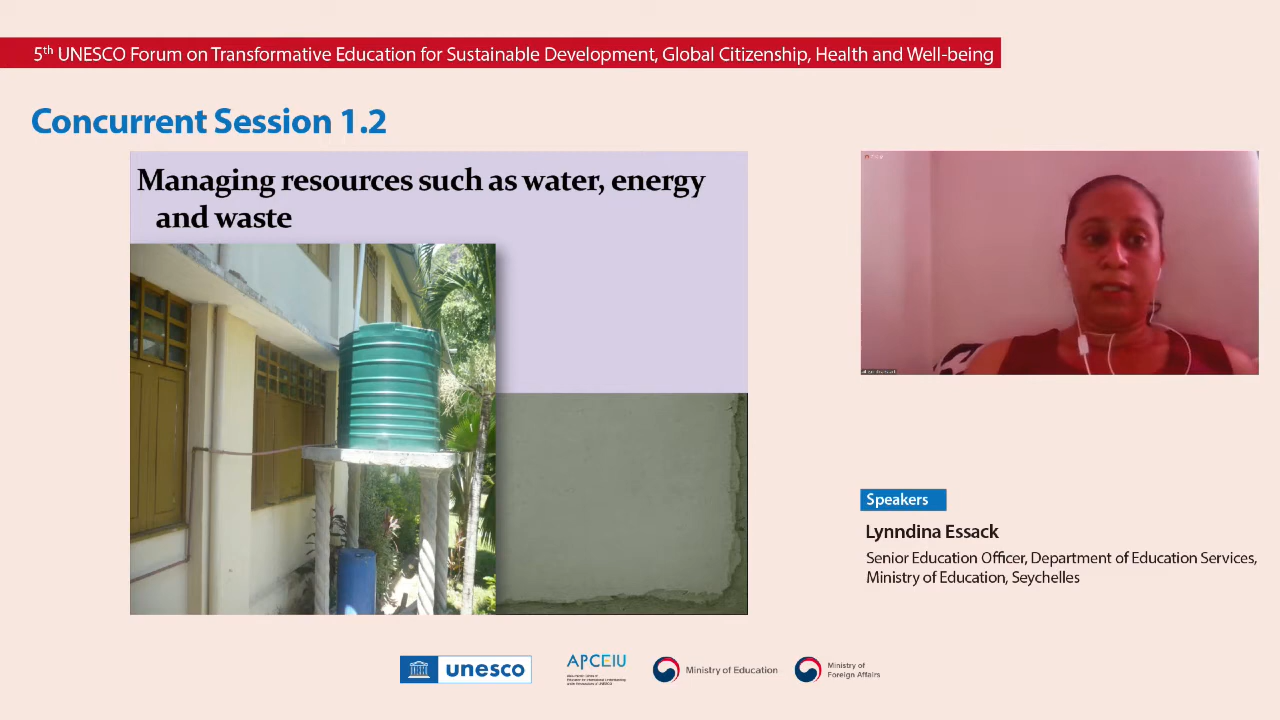 5th UNESCO Forum on Transformative Education for Sustainable Development, Global Citizenship, Health and Well-being
Concurrent Session 1.2
Managing resources such as water, energy
and waste
Speakers
Lynndina Essack
Senior Education Officer, Department of Education Services,
Ministry of Education, Seychelles
unesco
APCEIU
Ministry of Education
Ministry of
Foreign Affairs